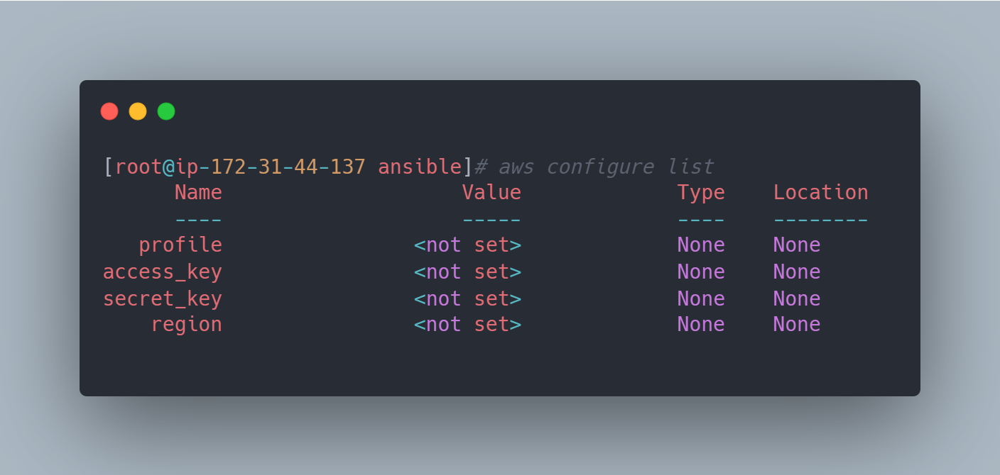 [root@ip-172-31-44-137 ansible]# aws configure list
      Name                    Value             Type    Location
      ----                    -----             ----    --------
   profile                <not set>             None    None
access_key                <not set>             None    None
secret_key                <not set>             None    None
    region                <not set>             None    None